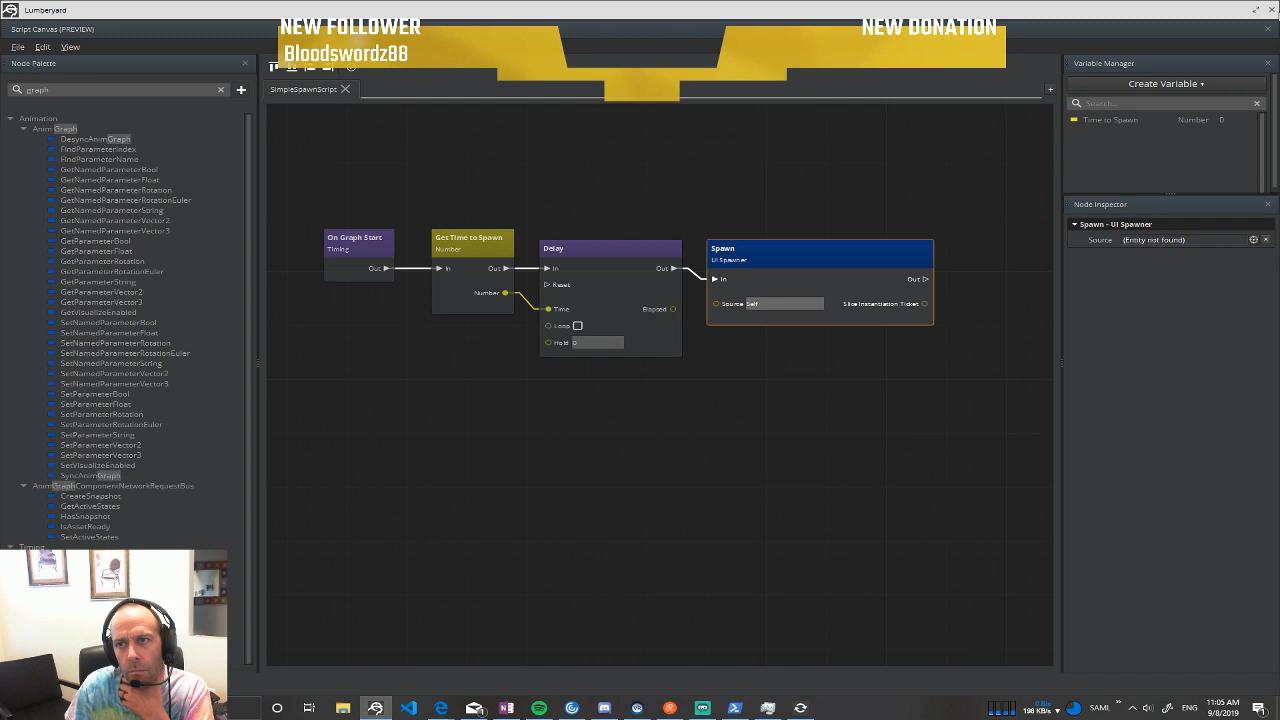 Lumberyard
Script Canvas (PREVIEW)
File Edit View
NEW FOLLOWER
Bloodswordz88
NEW DONATION
Node Palette
graph
Animation
Anim Graph
DesyncAnimGraph
FindParameterIndex
FindParameterName
GetNamedParameterBool
GetNamedParameterFloat
GetNamedParameterRotation
GetNamedParameterRotationEuler
GetNamedParameterString
GetNamedParameterVector2
GetNamedParameterVector3
GetParameterBool
GetParameterFloat
GetParameterRotation
GetParameterRotationEuler
GetParameterString
GetParameterVector2
GetParameterVector3
GetVisualizeEnabled
SetNamedParameterBool
SetNamedParameterFloat
SetNamedParameterRotation
SetNamedParameterRotationEuler
SetNamedParameterString
SetNamedParameterVector2
SetNamedParameterVector3
SetParameterBool
SetParameterFloat
SetParameterRotation
SetParameterRotationEuler
SetParameterString
SetParameterVector2
SetParameterVector3
SetVisualizeEnabled
SyncAnimGraph
AnimGraphComponentNetworkRequestBus
CreateSnapshot
GetActiveStates
HasSnapshot
IsAssetReady
SetActiveStates
Timing
SimpleSpawnScript
On Graph Start
Timing
Out
Get Time to Spawn
Number
In Out
Number
Delay
In Out
Reset
Time Elapsed
Loop
Hold 0
Spawn
UI Spawner
In Out
Source Self Slice Instantiation Ticket
Variable Manager
Create Variable
Search...
Time to Spawn Number 0
Node Inspector
Spawn - UI Spawner
Source (Entity not found)
0 B/s
198 KB/s
SAML
11:05 AM
9/8/2019